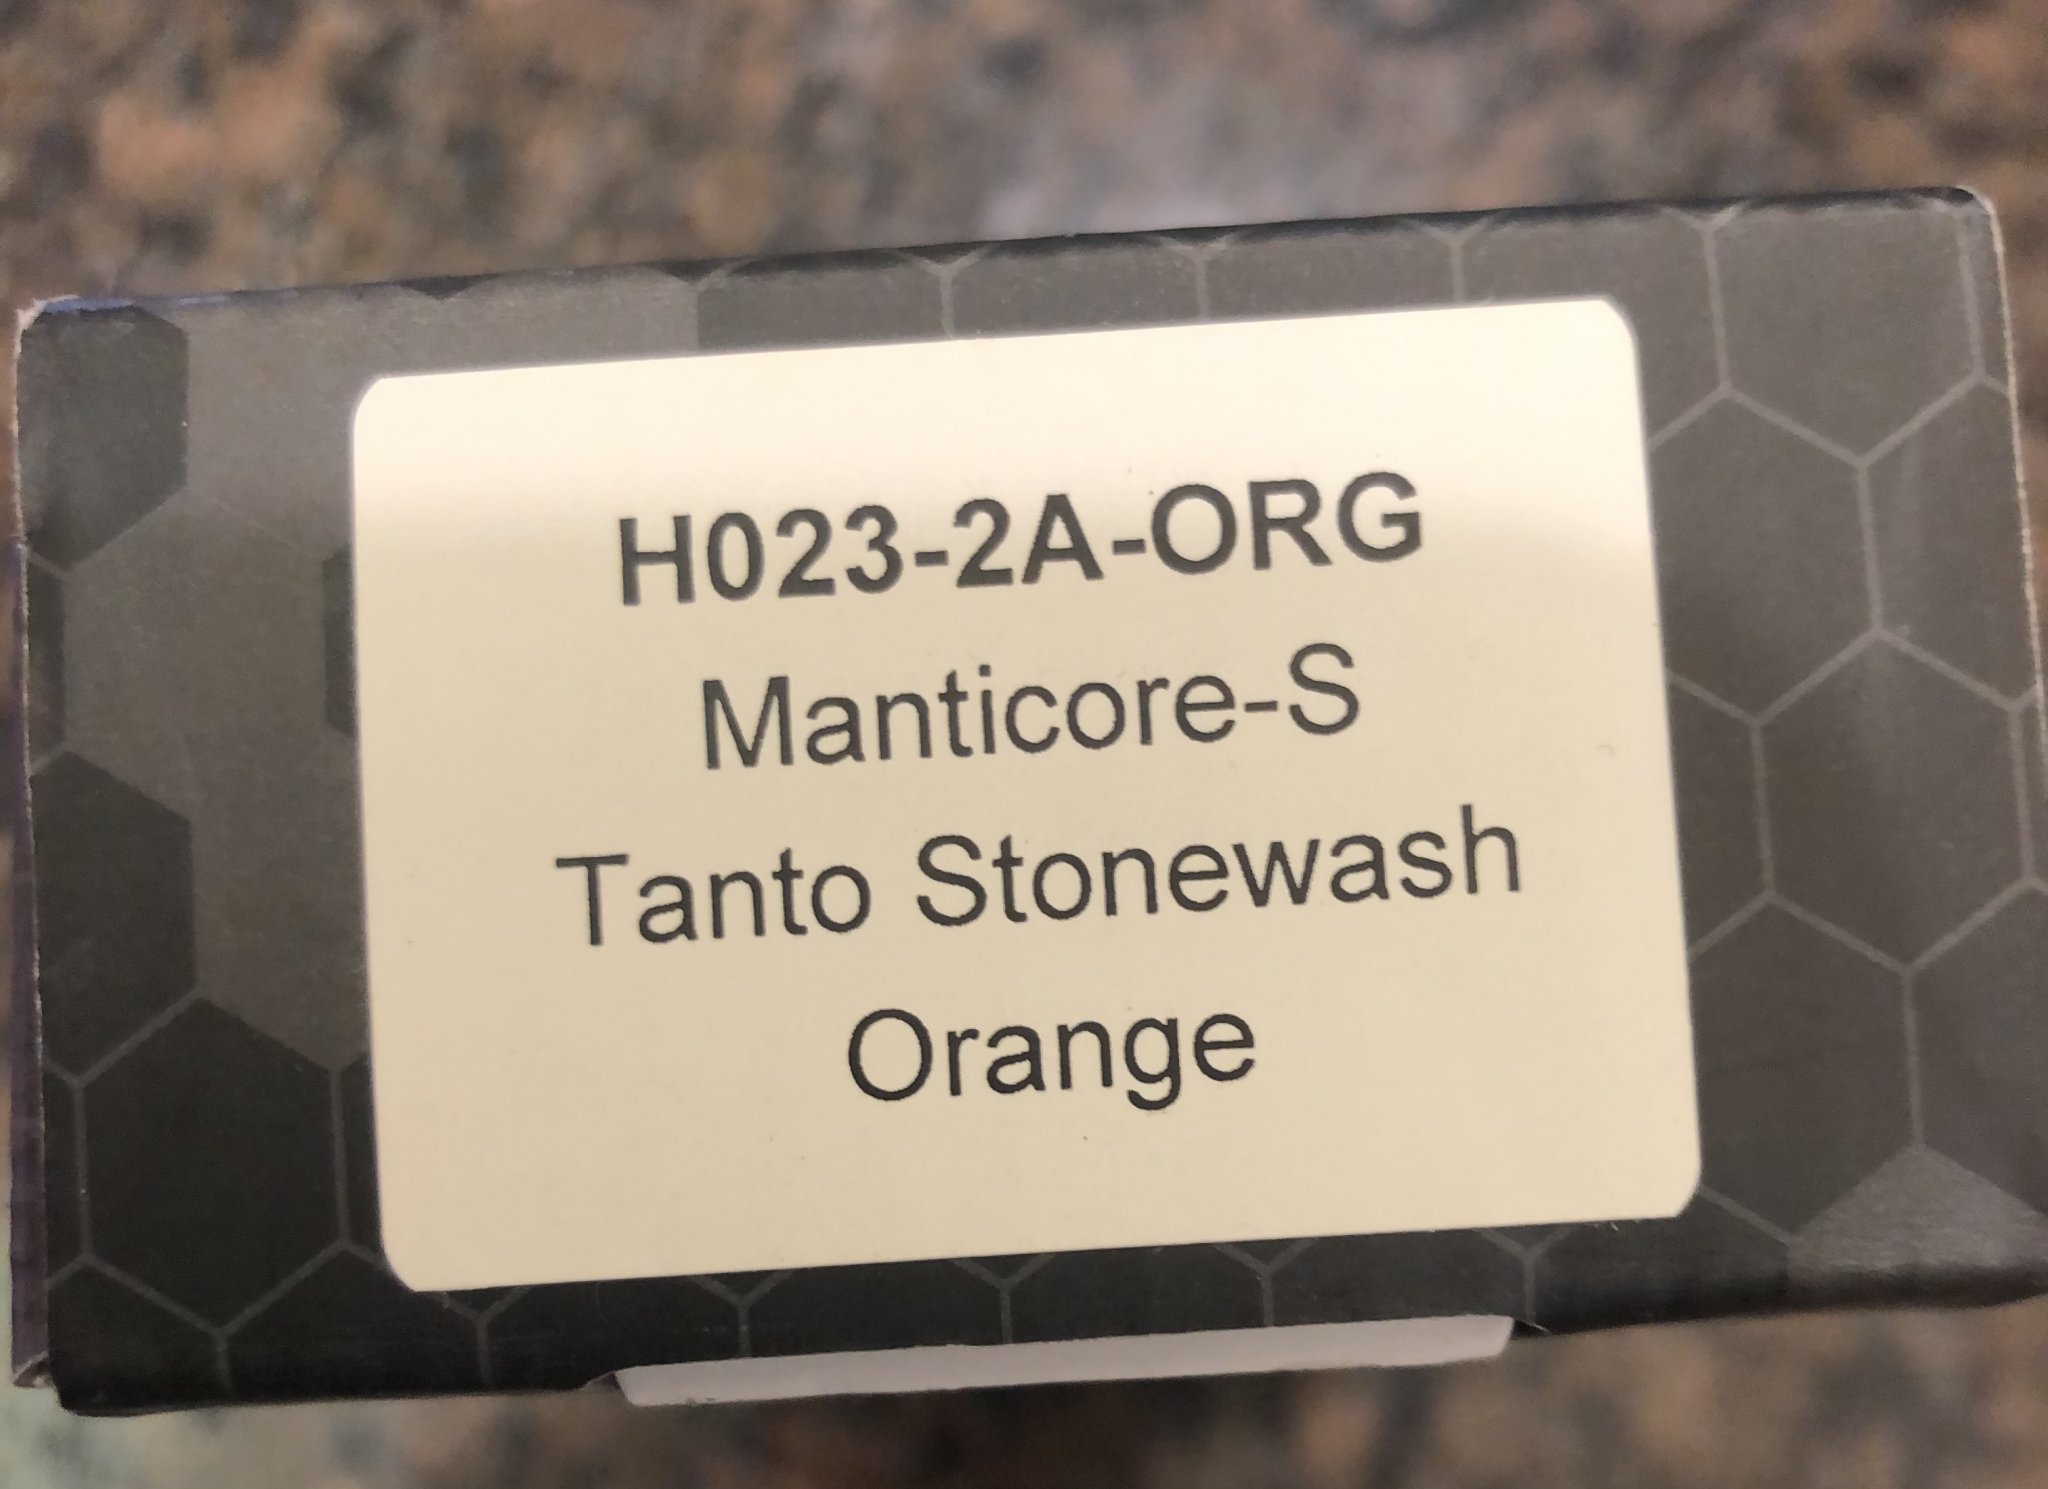 H023-2A-ORG
Manticore-S
Tanto Stonewash
Orange